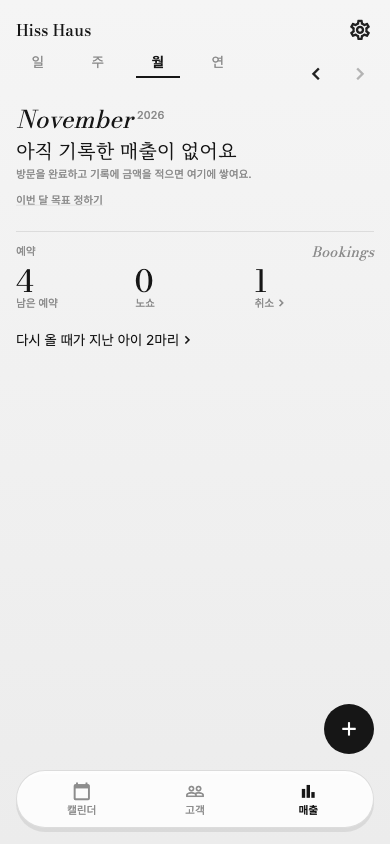 Hiss Haus
일 주 월 연
November 2026
아직 기록한 매출이 없어요
방문을 완료하고 기록에 금액을 적으면 여기에 쌓여요.
이번 달 목표 정하기
예약 Bookings
4 0 1
남은 예약 노쇼 취소
다시 올 때가 지난 아이 2마리
캘린더 고객 매출